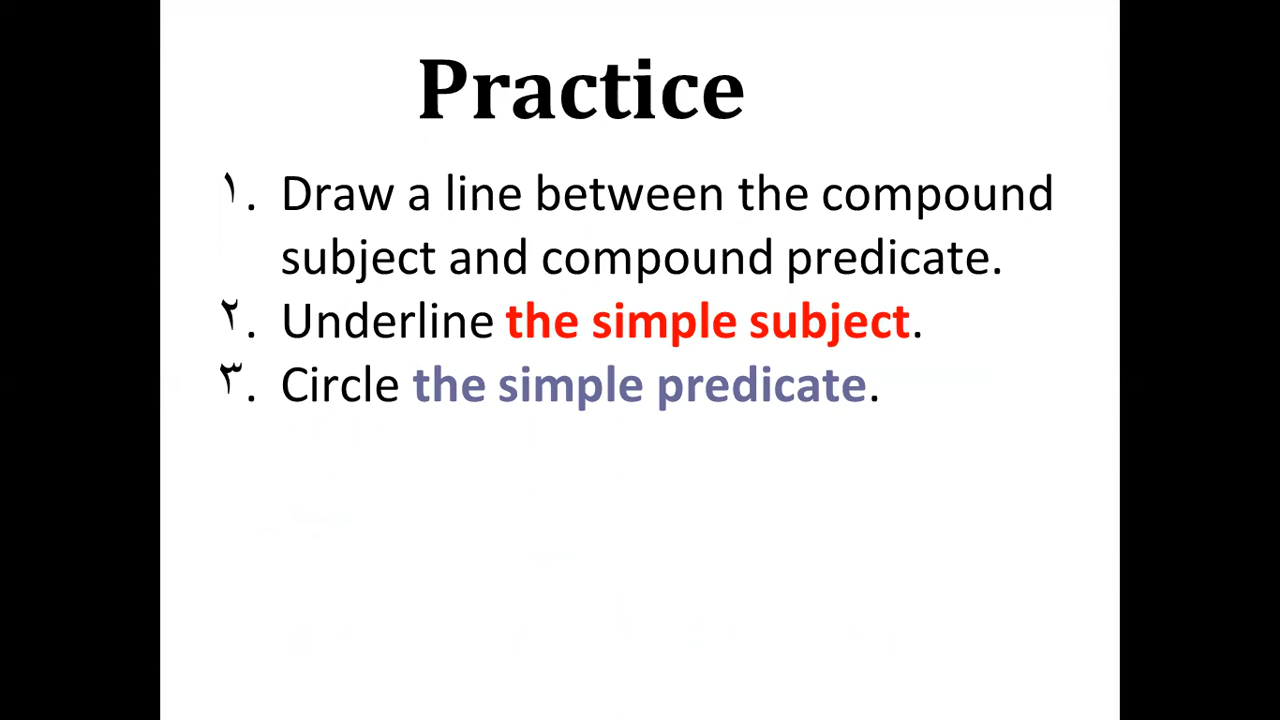 Practice
١. Draw a line between the compound
subject and compound predicate.
٢. Underline the simple subject.
٣. Circle the simple predicate.